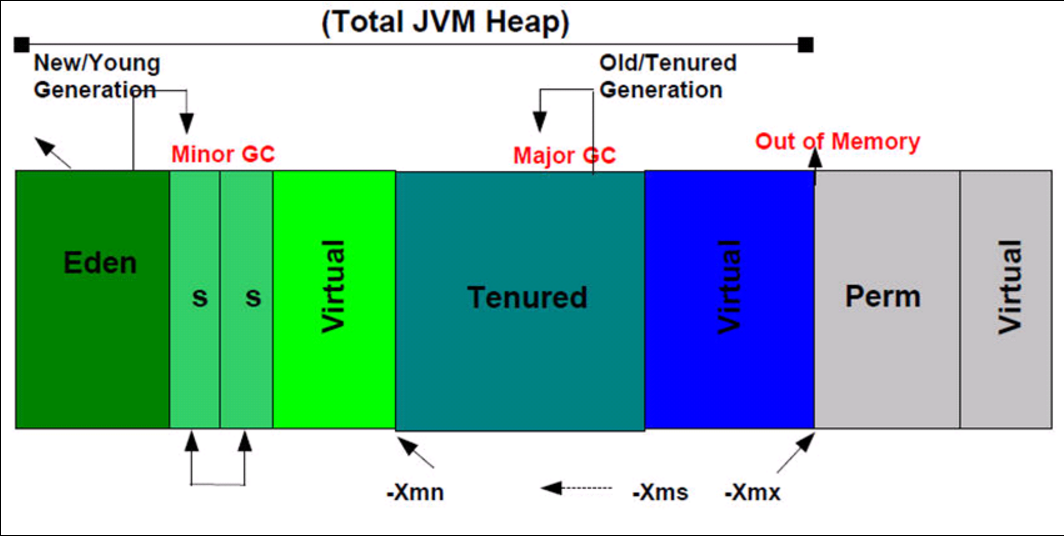 (Total JVM Heap)
New/Young
Generation
Old/Tenured
Generation
Minor GC
Major GC
Out of Memory
Eden
s
s
Virtual
Tenured
Virtual
Perm
Virtual
-Xmn
-Xms
-Xmx